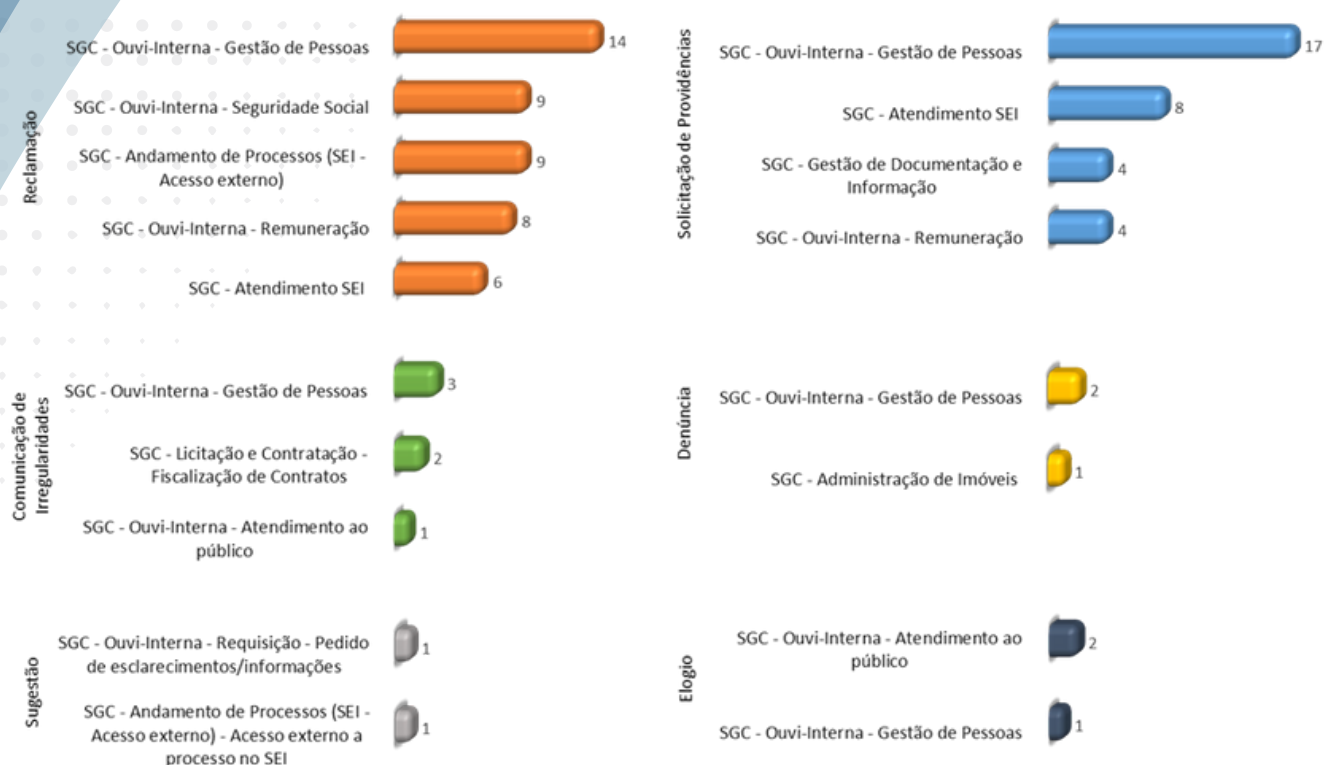 Reclamação
SGC - Ouvi-Interna - Gestão de Pessoas
14
SGC - Ouvi-Interna - Seguridade Social
9
SGC - Andamento de Processos (SEI -
Acesso externo)
9
SGC - Ouvi-Interna - Remuneração
8
SGC - Atendimento SEI
6
Solicitação de Providências
SGC - Ouvi-Interna - Gestão de Pessoas
17
SGC - Atendimento SEI
8
SGC - Gestão de Documentação e
Informação
4
SGC - Ouvi-Interna - Remuneração
4
Comunicação de
Irregularidades
SGC - Ouvi-Interna - Gestão de Pessoas
3
SGC - Licitação e Contratação -
Fiscalização de Contratos
2
SGC - Ouvi-Interna - Atendimento ao
público
1
Denúncia
SGC - Ouvi-Interna - Gestão de Pessoas
2
SGC - Administração de Imóveis
1
Sugestão
SGC - Ouvi-Interna - Requisição - Pedido
de esclarecimentos/informações
1
SGC - Andamento de Processos (SEI -
Acesso externo) - Acesso externo a
processo no SEI
1
Elogio
SGC - Ouvi-Interna - Atendimento ao
público
2
SGC - Ouvi-Interna - Gestão de Pessoas
1